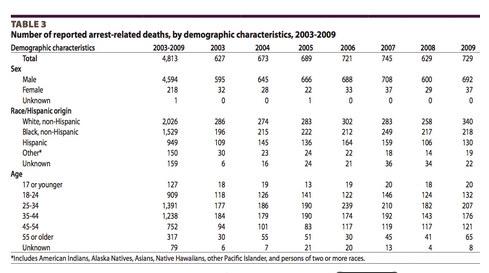 TABLE 3
Number of reported arrest-related deaths, by demographic characteristics, 2003-2009
Demographic characteristics 2003-2009 2003 2004 2005 2006 2007 2008 2009
Total 4,813 627 673 689 721 745 629 729
Sex
Male 4,594 595 645 666 688 708 600 692
Female 218 32 28 22 33 37 29 37
Unknown 1 0 0 1 0 0 0 0
Race/Hispanic origin
White, non-Hispanic 2,026 286 274 283 302 283 258 340
Black, non-Hispanic 1,529 196 215 222 212 249 217 218
Hispanic 949 109 145 136 164 159 106 130
Other* 150 30 23 24 22 18 14 19
Unknown 159 6 16 24 21 36 34 22
Age
17 or younger 127 18 19 13 19 20 18 20
18-24 909 118 126 141 122 146 124 132
25-34 1,391 177 186 190 239 210 182 207
35-44 1,238 184 179 190 174 192 143 176
45-54 752 94 101 83 117 119 117 121
55 or older 317 30 55 51 30 45 41 65
Unknown 79 6 7 21 20 13 4 8
*Includes American Indians, Alaska Natives, Asians, Native Hawaiians, other Pacific Islander, and persons of two or more races.